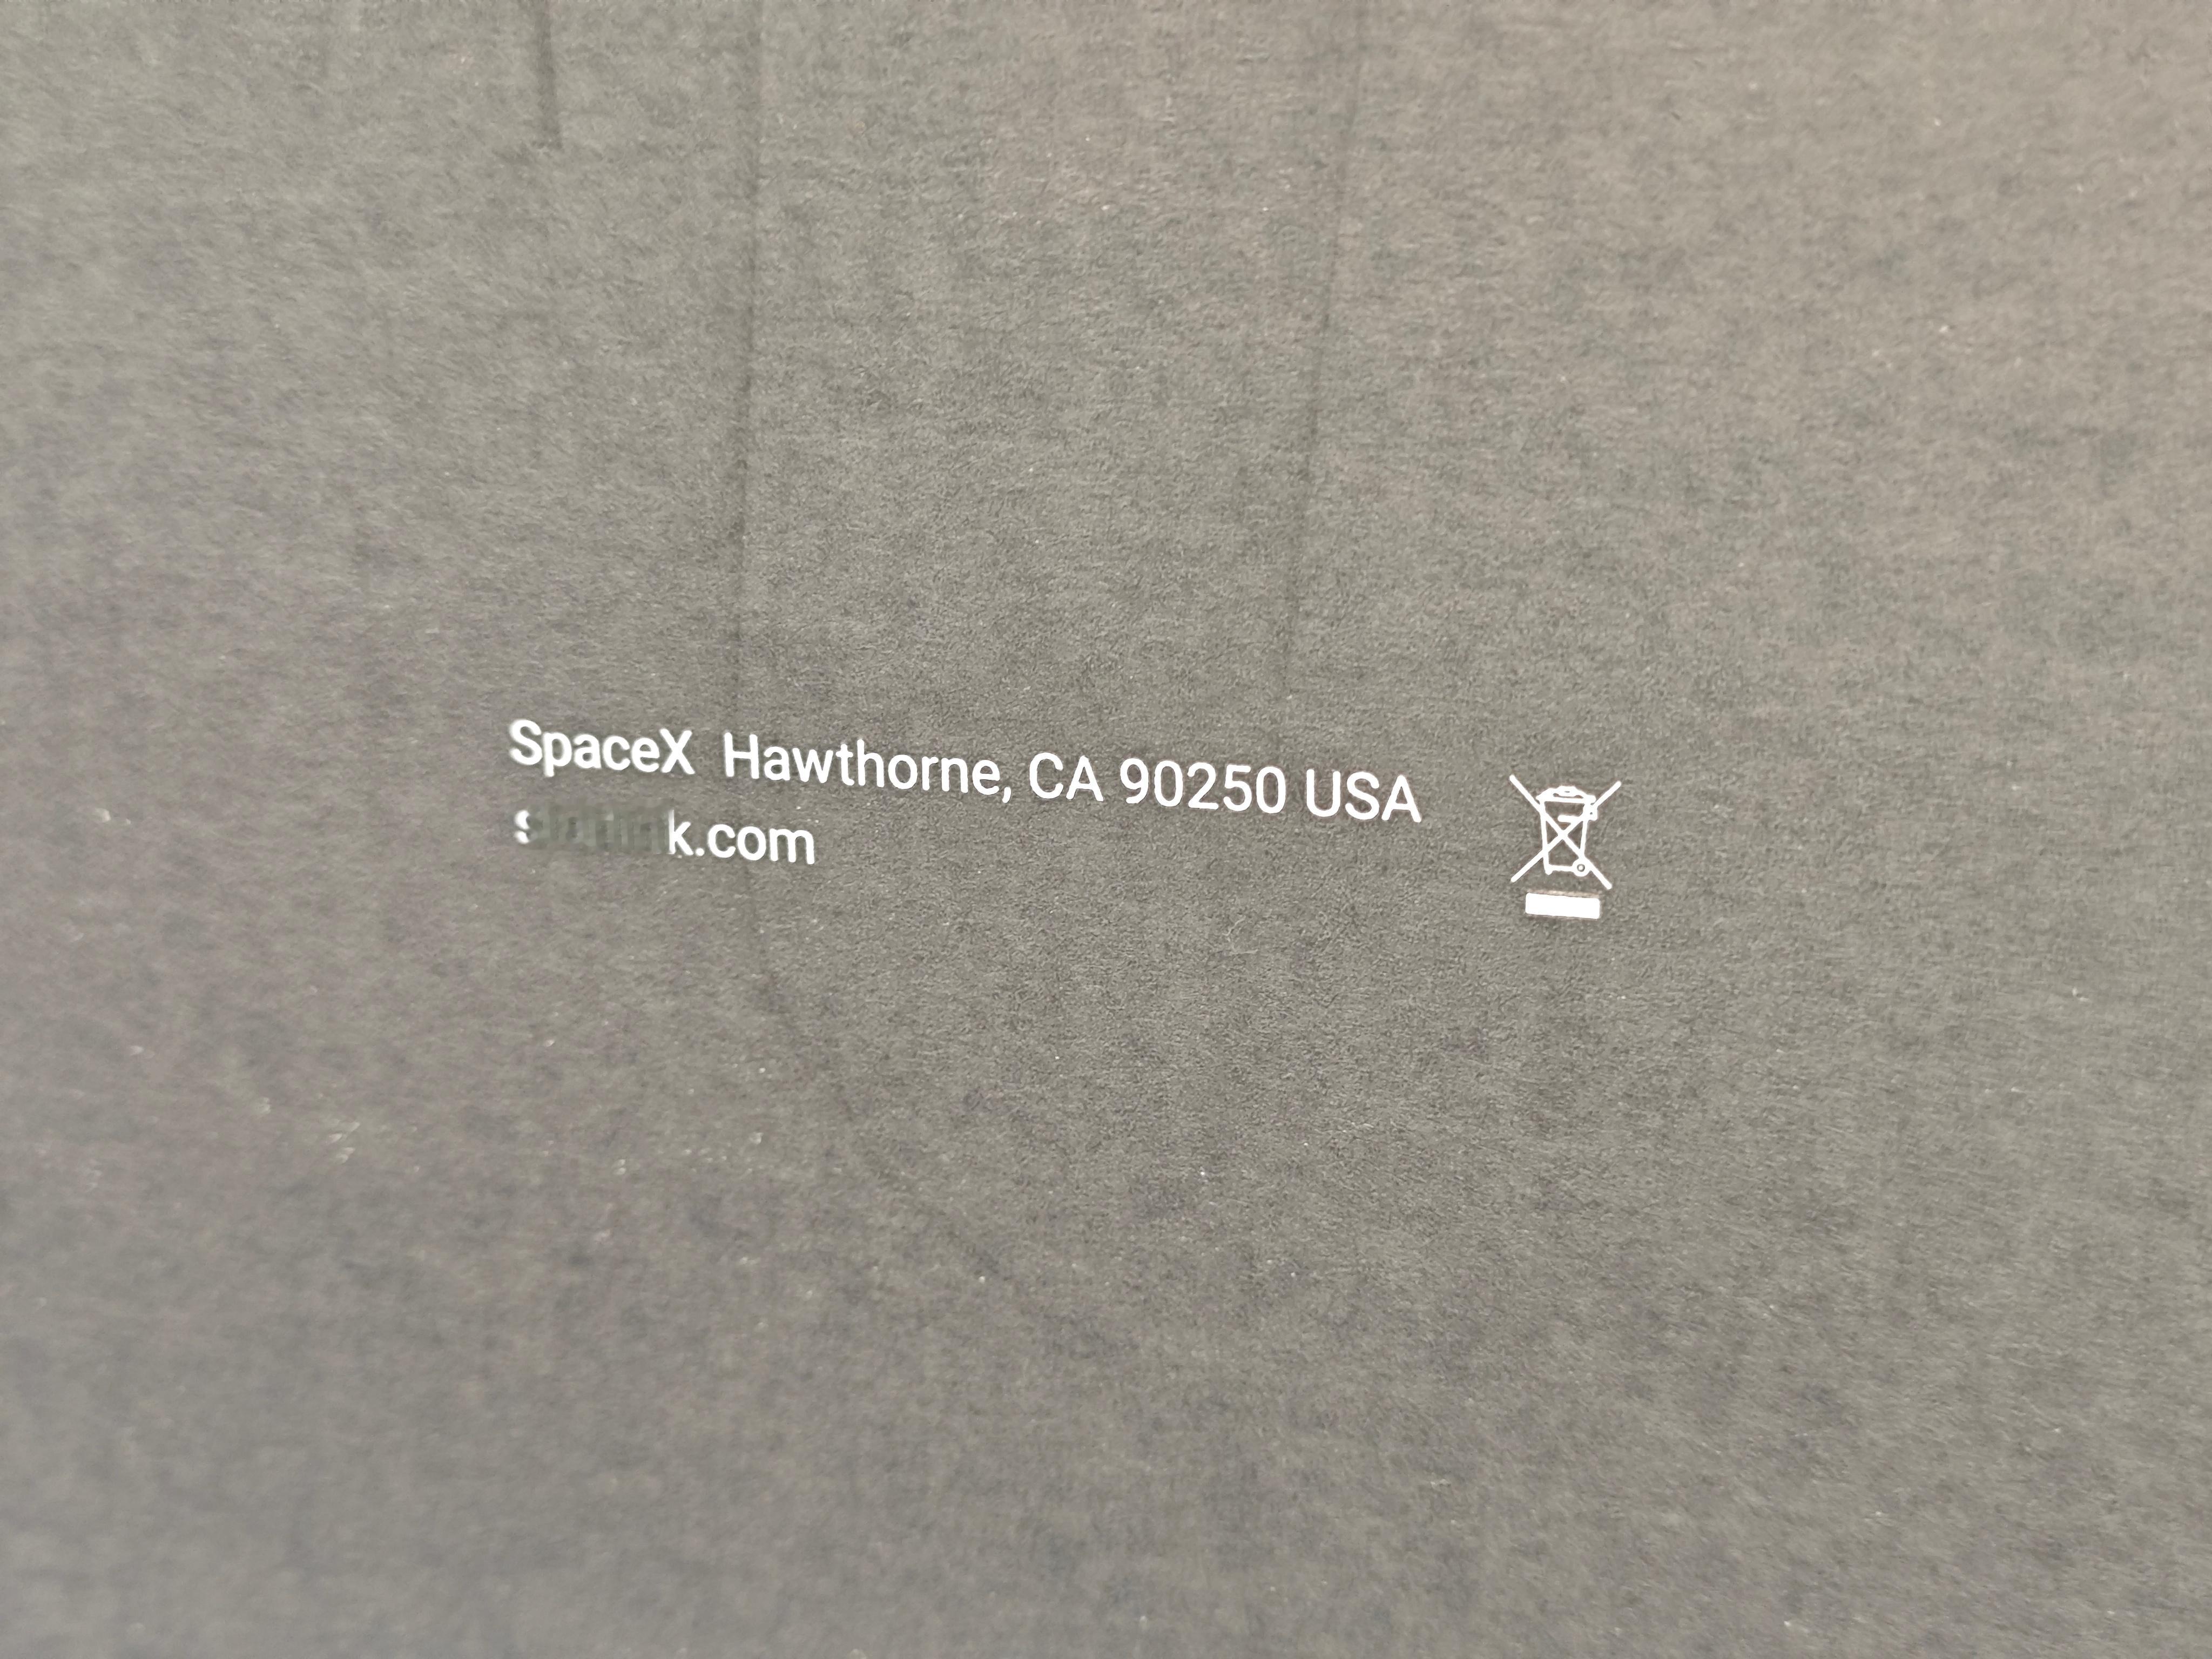 SpaceX Hawthorne, CA 90250 USA